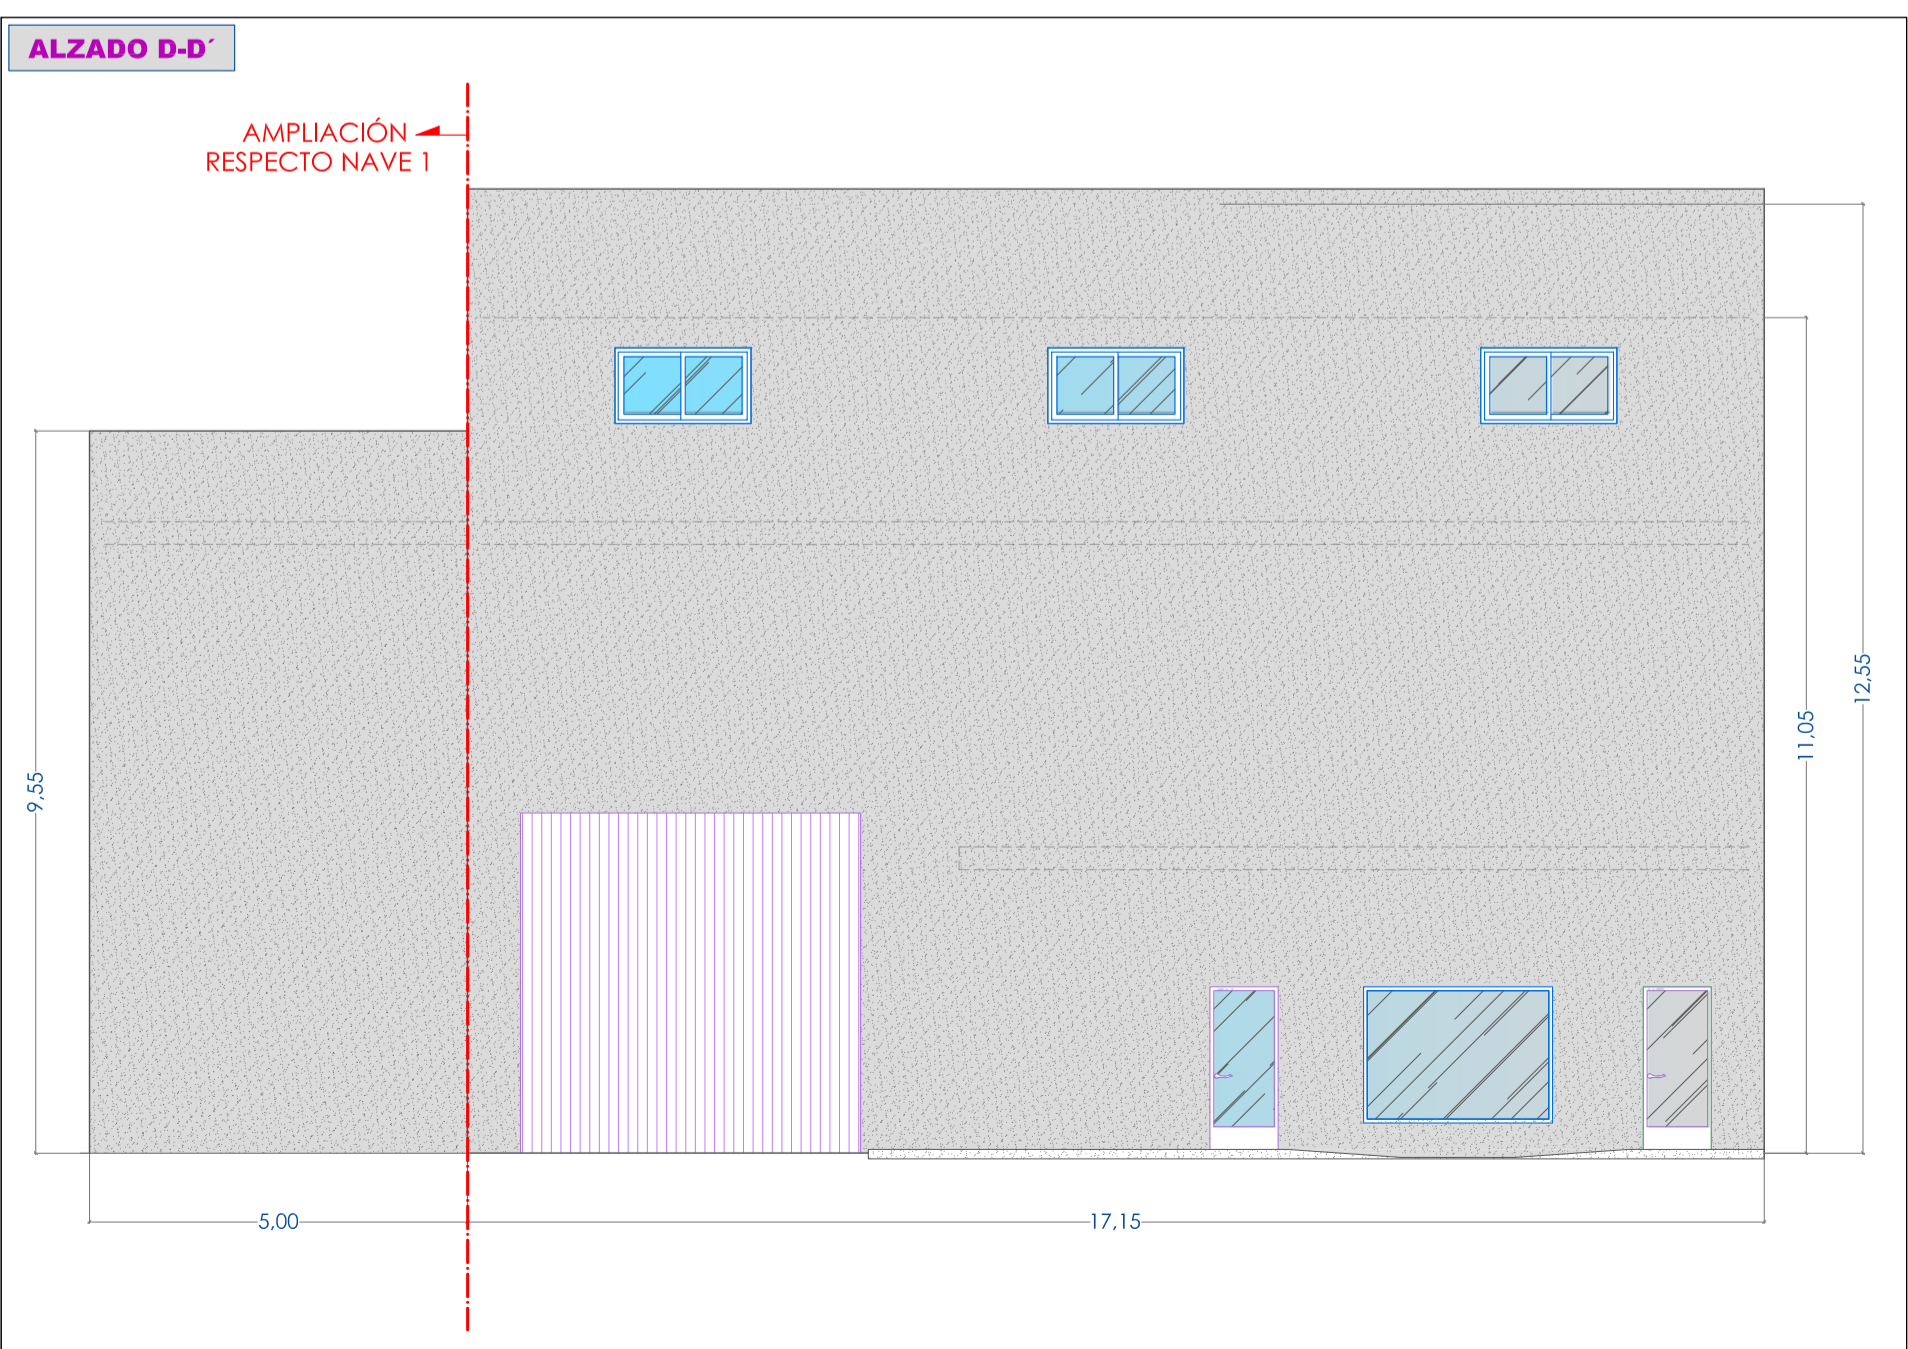 ALZADO D-D´
AMPLIACIÓN
RESPECTO NAVE 1
12,55
11,05
9,55
5,00
17,15